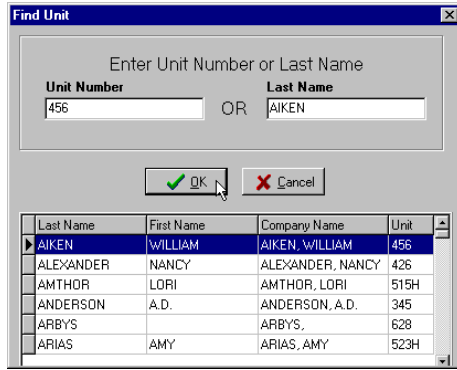 Find Unit
Enter Unit Number or Last Name
Unit Number Last Name
456 OR AIKEN
OK Cancel
Last Name First Name Company Name Unit
AIKEN WILLIAM AIKEN, WILLIAM 456
ALEXANDER NANCY ALEXANDER, NANCY 426
AMTHOR LORI AMTHOR, LORI 515H
ANDERSON A.D. ANDERSON, A.D. 345
ARBYS ARBYS, 628
ARIAS AMY ARIAS, AMY 523H